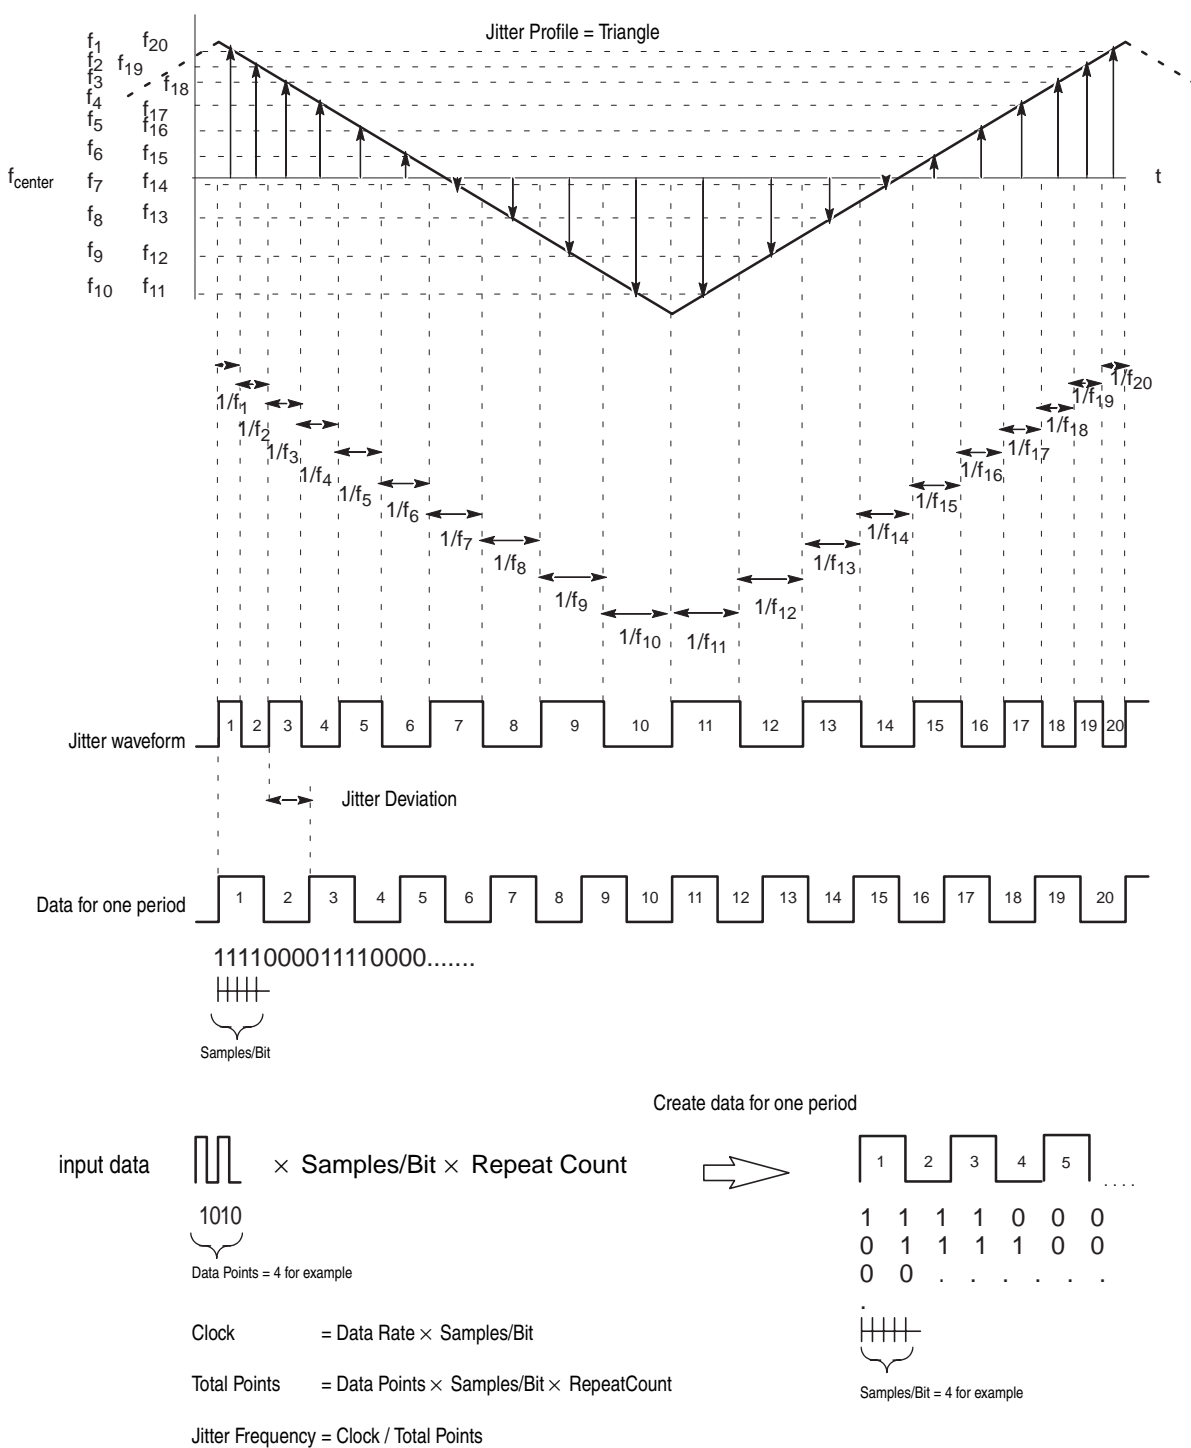 Jitter Profile = Triangle
f1 f20
f2 f19
f3 f18
f4 f17
f5 f16
f6 f15
fcenter f7 f14 t
f8 f13
f9 f12
f10 f11
1/f1 1/f20
1/f2 1/f19
1/f3 1/f18
1/f4 1/f17
1/f5 1/f16
1/f6 1/f15
1/f7 1/f14
1/f8 1/f13
1/f9 1/f12
1/f10 1/f11
Jitter waveform 1 2 3 4 5 6 7 8 9 10 11 12 13 14 15 16 17 18 19 20
Jitter Deviation
Data for one period 1 2 3 4 5 6 7 8 9 10 11 12 13 14 15 16 17 18 19 20
1111000011110000.......
Samples/Bit
Create data for one period
input data × Samples/Bit × Repeat Count 1 2 3 4 5 ....
1010
1 1 1 1 0 0 0
0 1 1 1 1 0 0
0 0 . . . . . .
.
Data Points = 4 for example
Clock = Data Rate × Samples/Bit
Total Points = Data Points × Samples/Bit × RepeatCount
Samples/Bit = 4 for example
Jitter Frequency = Clock / Total Points